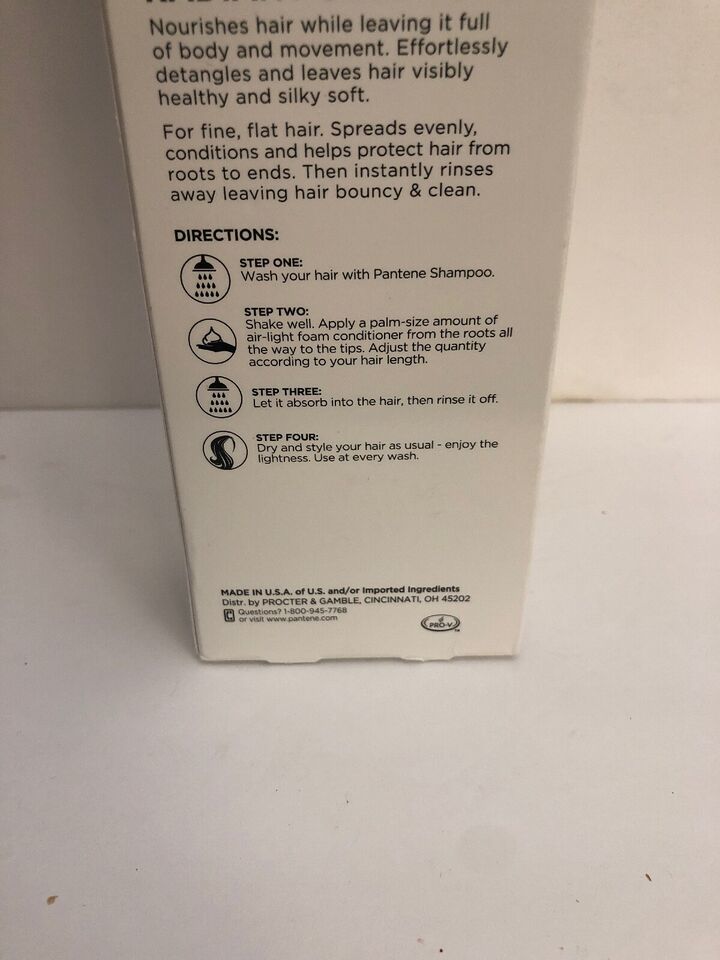 Nourishes hair while leaving it full
of body and movement. Effortlessly
detangles and leaves hair visibly
healthy and silky soft.
For fine, flat hair. Spreads evenly,
conditions and helps protect hair from
roots to ends. Then instantly rinses
away leaving hair bouncy & clean.
DIRECTIONS:
STEP ONE:
Wash your hair with Pantene Shampoo.
STEP TWO:
Shake well. Apply a palm-size amount of
air-light foam conditioner from the roots all
the way to the tips. Adjust the quantity
according to your hair length.
STEP THREE:
Let it absorb into the hair, then rinse it off.
STEP FOUR:
Dry and style your hair as usual - enjoy the
lightness. Use at every wash.
MADE IN U.S.A. of U.S. and/or Imported Ingredients
Distr. by PROCTER & GAMBLE, CINCINNATI, OH 45202
Questions? 1-800-945-7768
or visit www.pantene.com
PRO-V
TM